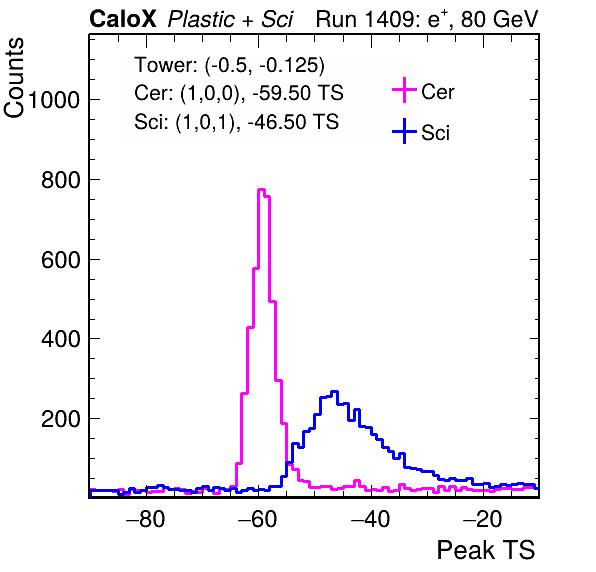 CaloX Plastic + Sci Run 1409: e⁺, 80 GeV
Tower: (-0.5, -0.125)
Cer: (1,0,0), -59.50 TS
Sci: (1,0,1), -46.50 TS
Cer
Sci
Counts
1000
800
600
400
200
−80 −60 −40 −20
Peak TS